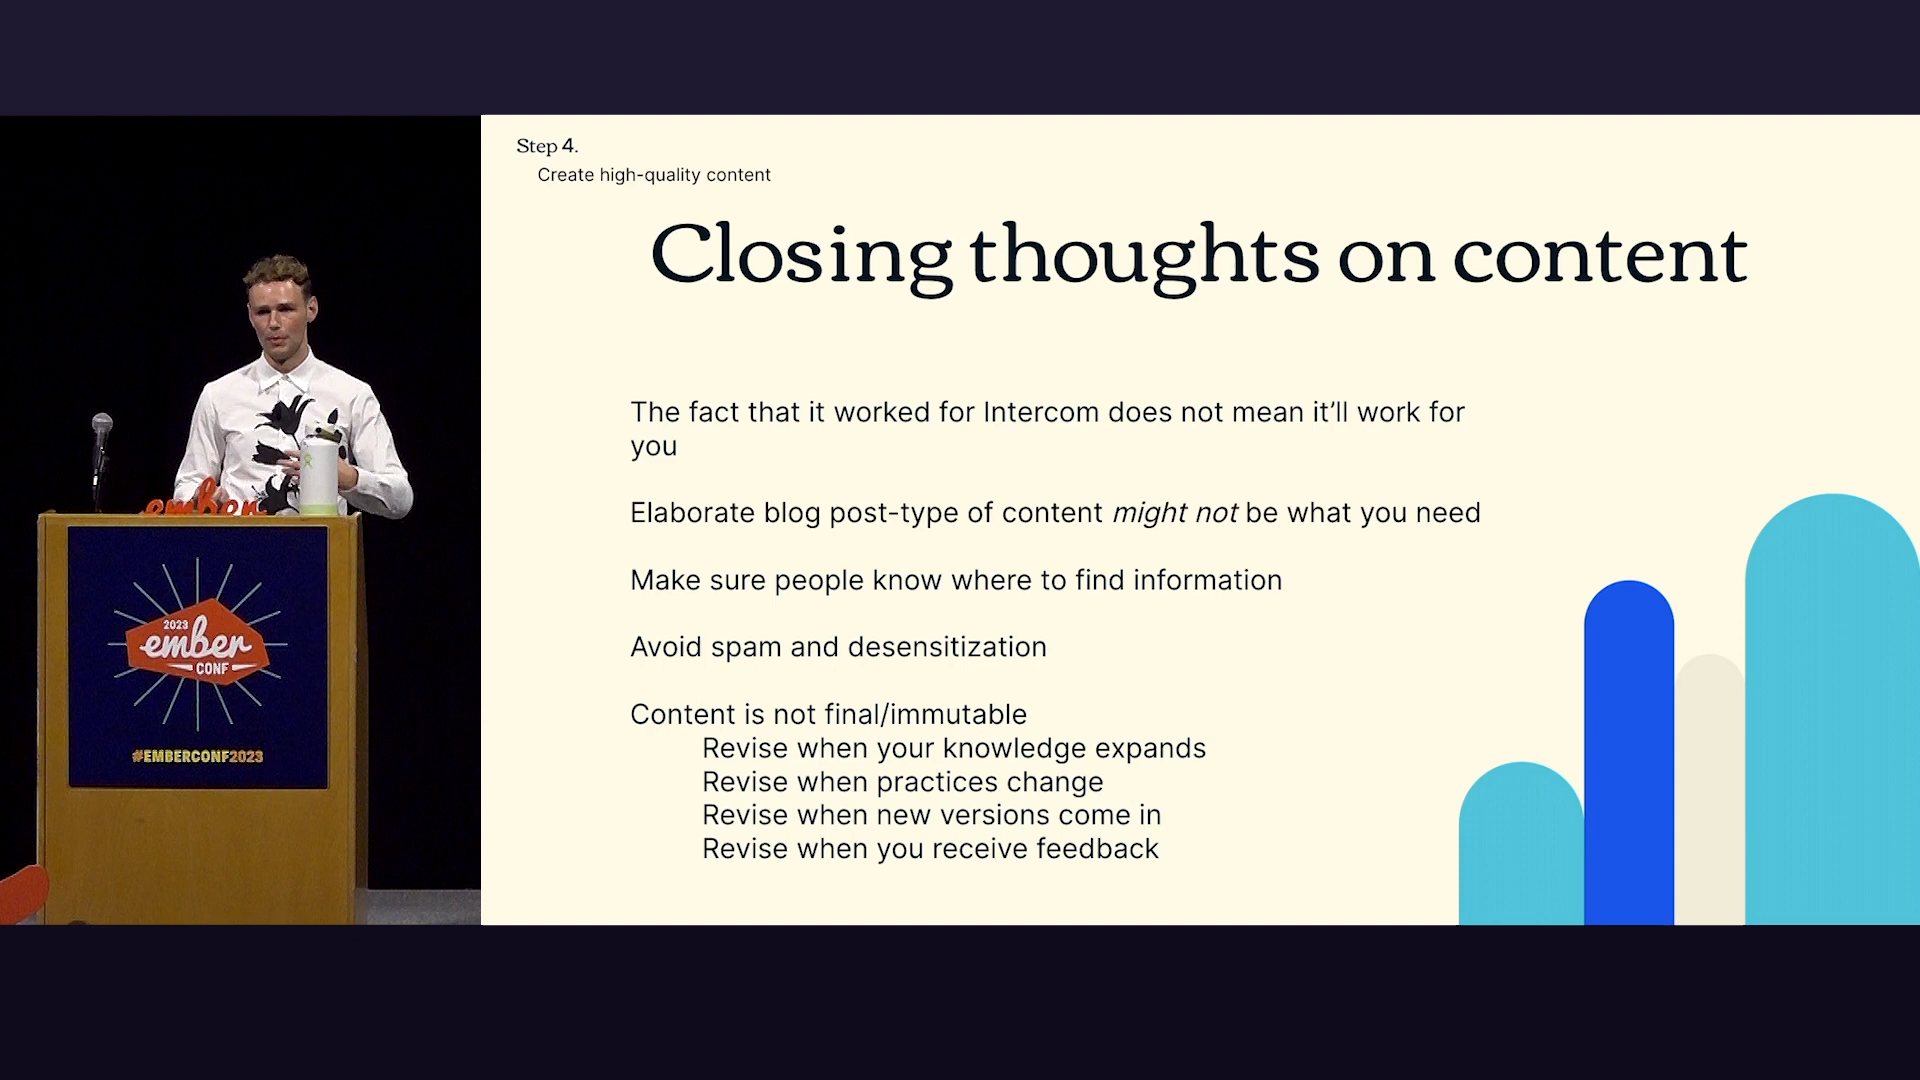 Step 4.
Create high-quality content
Closing thoughts on content
The fact that it worked for Intercom does not mean it’ll work for
you
Elaborate blog post-type of content might not be what you need
Make sure people know where to find information
Avoid spam and desensitization
Content is not final/immutable
Revise when your knowledge expands
Revise when practices change
Revise when new versions come in
Revise when you receive feedback
ember
2023
ember
CONF
#EMBERCONF2023